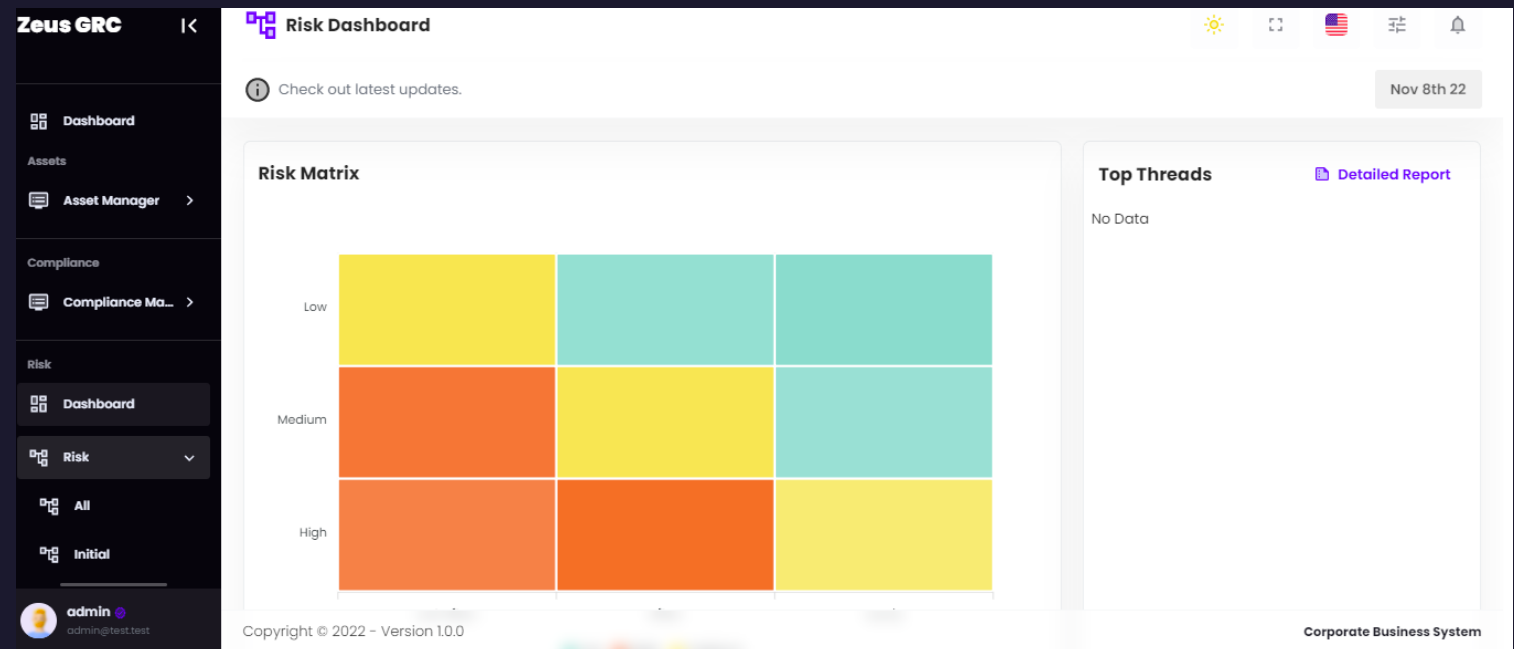 Zeus GRC
Dashboard
Assets
Asset Manager
Compliance
Compliance Ma...
Risk
Dashboard
Risk
All
Initial
admin
admin@test.test
Risk Dashboard
Check out latest updates.
Nov 8th 22
Risk Matrix
Low
Medium
High
Top Threads
Detailed Report
No Data
Copyright © 2022 - Version 1.0.0
Corporate Business System